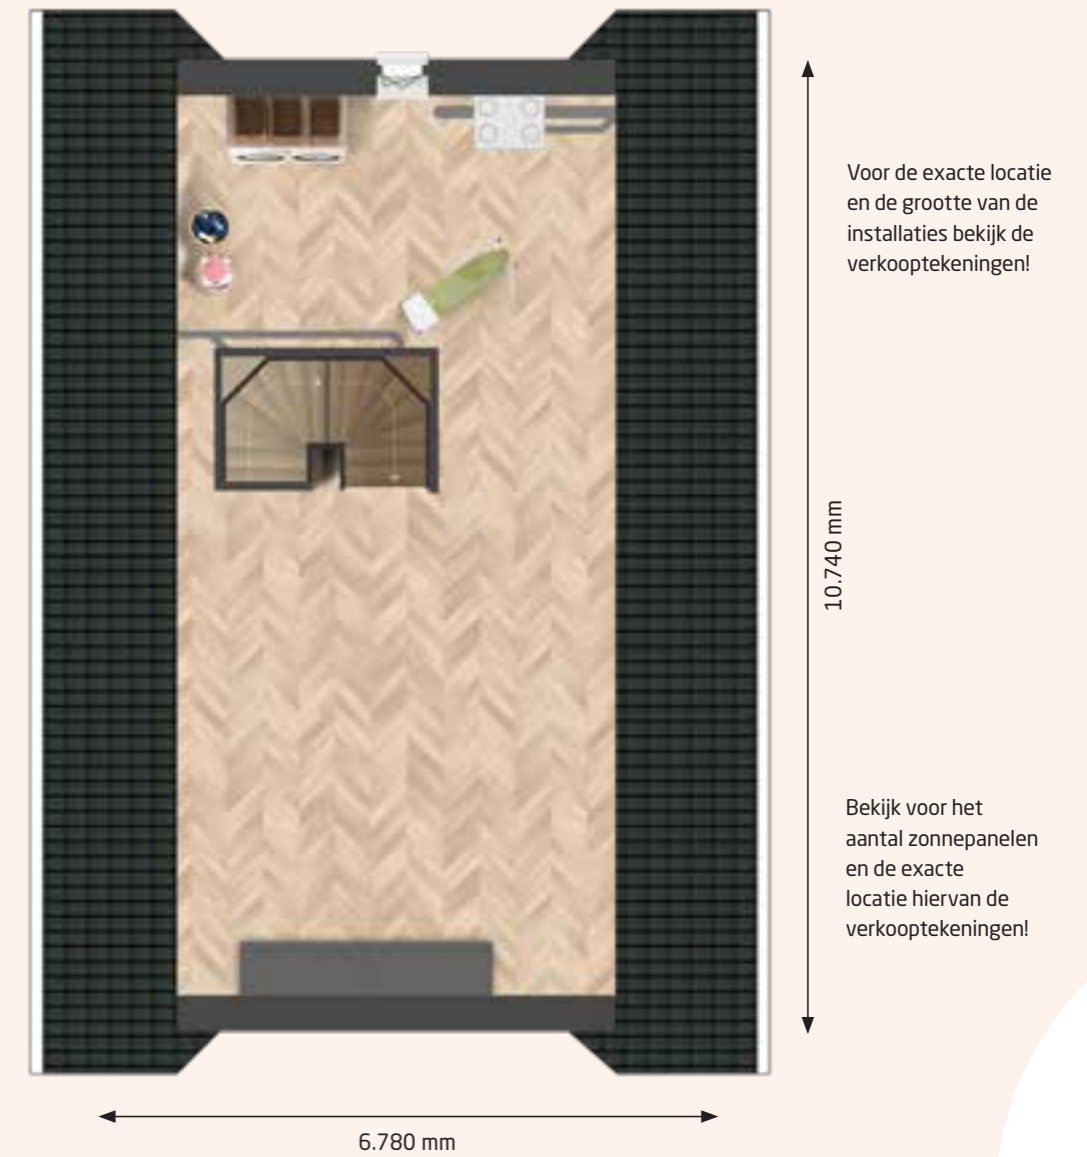 Voor de exacte locatie
en de grootte van de
installaties bekijk de
verkooptekeningen!
10.740 mm
Bekijk voor het
aantal zonnepanelen
en de exacte
locatie hiervan de
verkooptekeningen!
6.780 mm